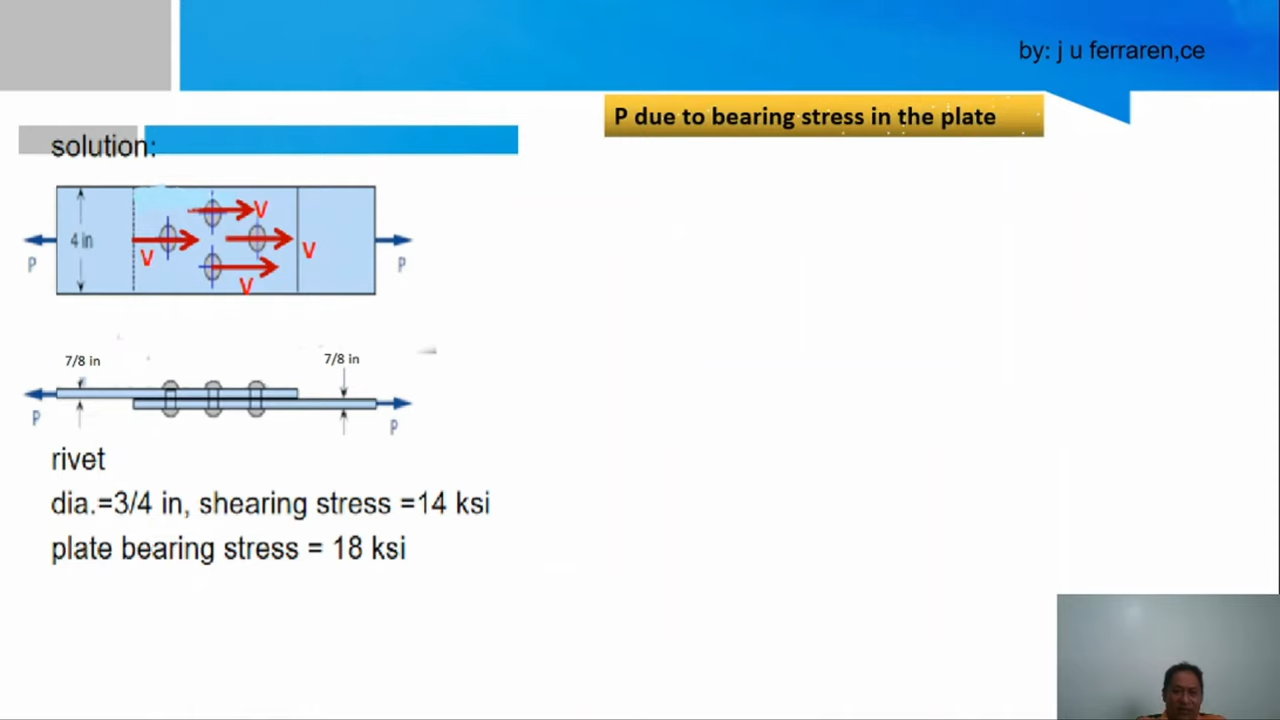 by: j u ferraren,ce
P due to bearing stress in the plate
solution:
V
4 in
V
V
P
P
V
7/8 in
7/8 in
P
P
rivet
dia.=3/4 in, shearing stress =14 ksi
plate bearing stress = 18 ksi